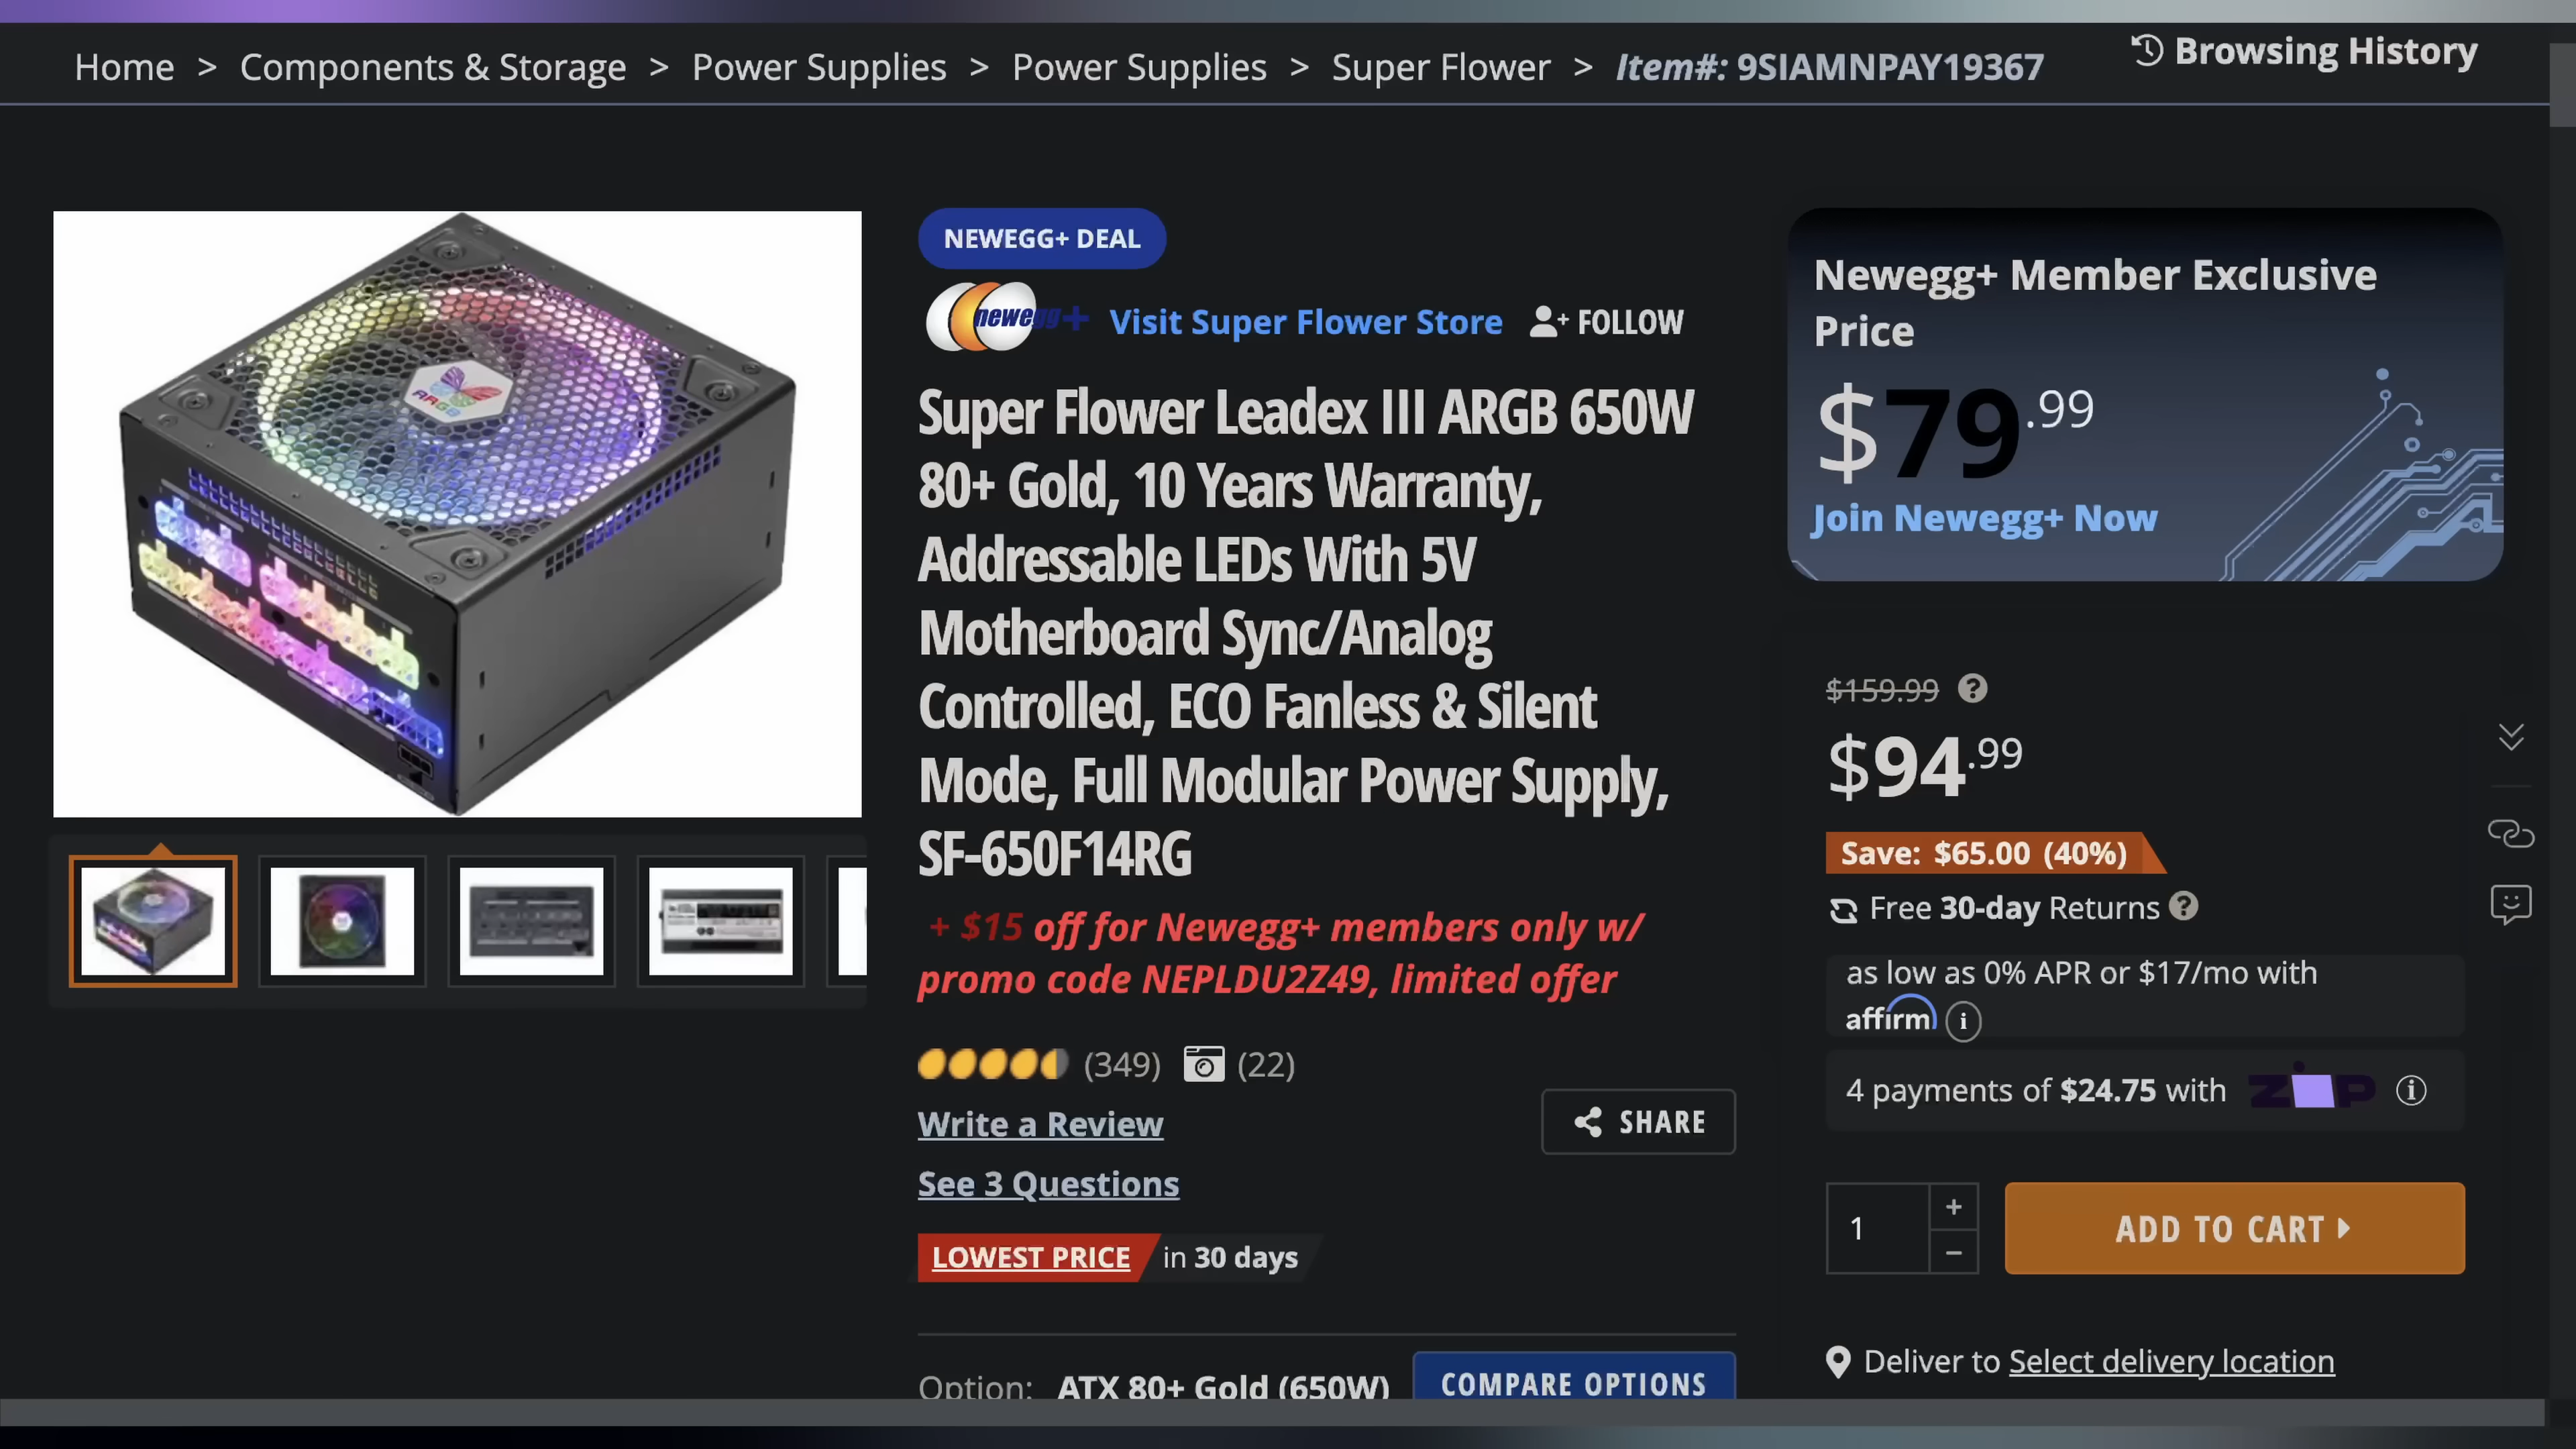 Home > Components & Storage > Power Supplies > Power Supplies > Super Flower > Item#: 9SIAMNPAY19367
Browsing History
ARGB
NEWEGG+ DEAL
newegg+ Visit Super Flower Store FOLLOW
Super Flower Leadex III ARGB 650W
80+ Gold, 10 Years Warranty,
Addressable LEDs With 5V
Motherboard Sync/Analog
Controlled, ECO Fanless & Silent
Mode, Full Modular Power Supply,
SF-650F14RG
+ $15 off for Newegg+ members only w/
promo code NEPLDU2Z49, limited offer
(349) (22)
Write a Review
SHARE
See 3 Questions
LOWEST PRICE in 30 days
Option: ATX 80+ Gold (650W) COMPARE OPTIONS
Newegg+ Member Exclusive
Price
$79.99
Join Newegg+ Now
$159.99 ?
$94.99
Save: $65.00 (40%)
Free 30-day Returns ?
as low as 0% APR or $17/mo with
affirm i
4 payments of $24.75 with ZIP i
1 + −
ADD TO CART
Deliver to Select delivery location